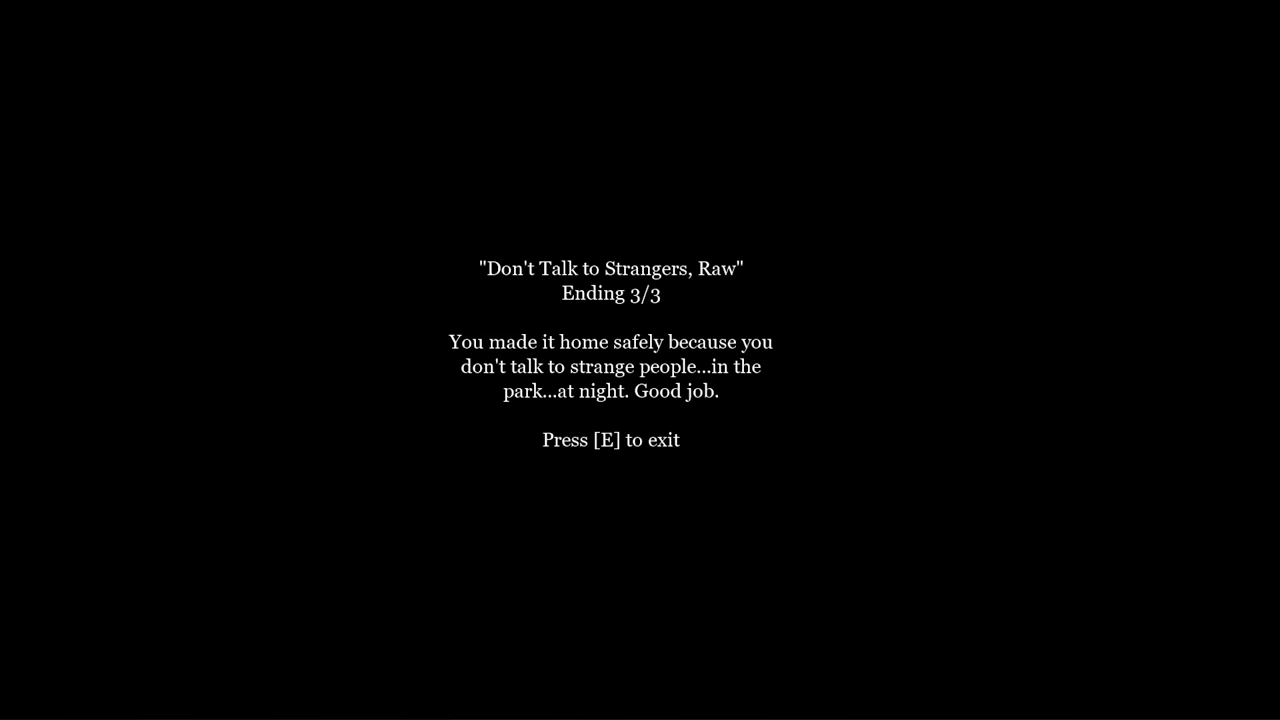 "Don't Talk to Strangers, Raw"
Ending 3/3
You made it home safely because you
don't talk to strange people...in the
park...at night. Good job.
Press [E] to exit